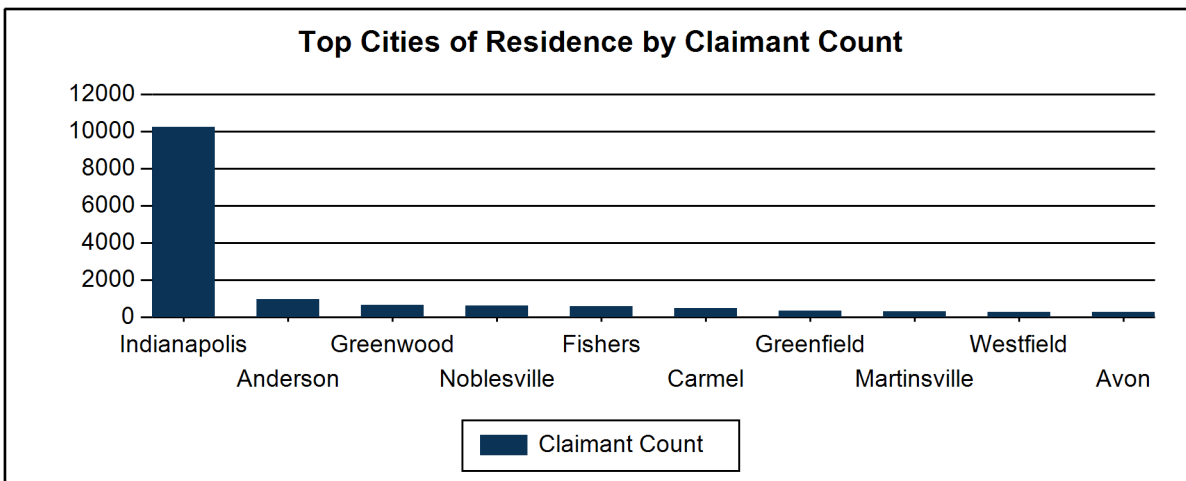 Top Cities of Residence by Claimant Count
12000
10000
8000
6000
4000
2000
0
Indianapolis Greenwood Fishers Greenfield Westfield
Anderson Noblesville Carmel Martinsville Avon
Claimant Count